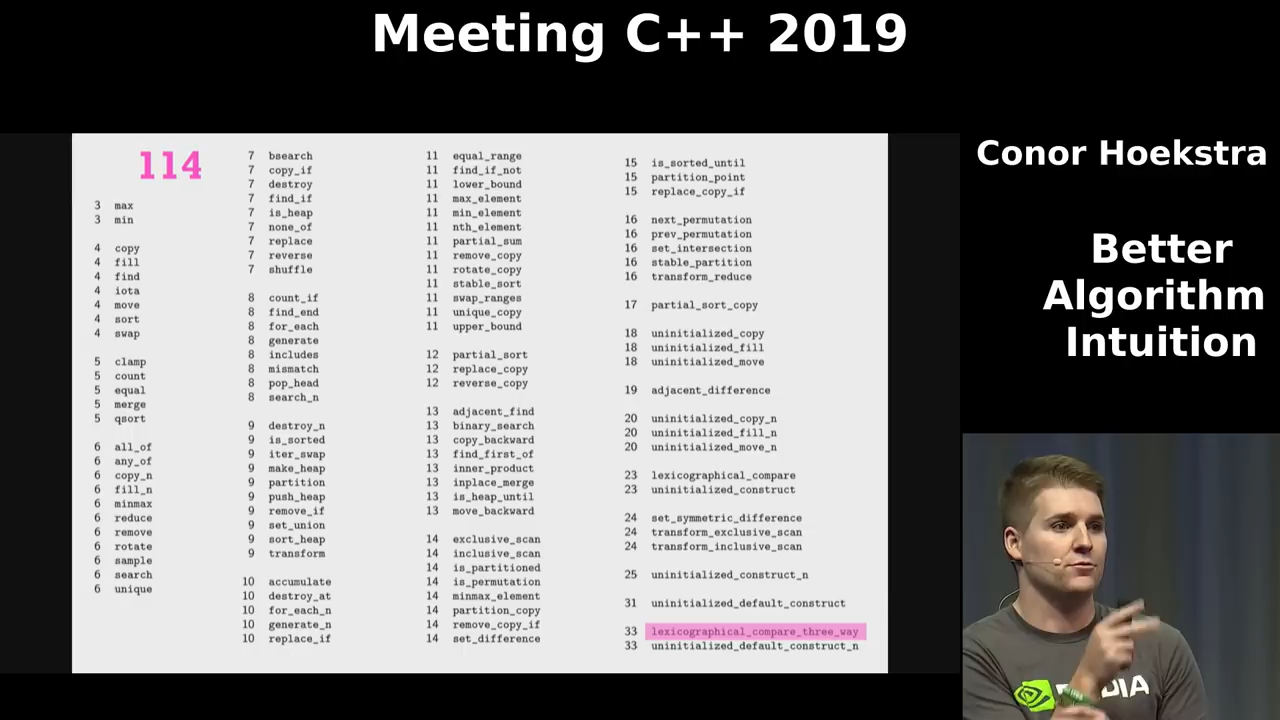 Meeting C++ 2019
114
3 max
3 min
4 copy
4 fill
4 find
4 iota
4 move
4 sort
4 swap
5 clamp
5 count
5 equal
5 merge
5 qsort
6 all_of
6 any_of
6 copy_n
6 fill_n
6 minmax
6 reduce
6 remove
6 rotate
6 sample
6 search
6 unique
7 bsearch
7 copy_if
7 destroy
7 find_if
7 is_heap
7 none_of
7 replace
7 reverse
7 shuffle
8 count_if
8 find_end
8 for_each
8 generate
8 includes
8 mismatch
8 pop_head
8 search_n
9 destroy_n
9 is_sorted
9 iter_swap
9 make_heap
9 partition
9 push_heap
9 remove_if
9 set_union
9 sort_heap
9 transform
10 accumulate
10 destroy_at
10 for_each_n
10 generate_n
10 replace_if
11 equal_range
11 find_if_not
11 lower_bound
11 max_element
11 min_element
11 nth_element
11 partial_sum
11 remove_copy
11 rotate_copy
11 stable_sort
11 swap_ranges
11 unique_copy
11 upper_bound
12 partial_sort
12 replace_copy
12 reverse_copy
13 adjacent_find
13 binary_search
13 copy_backward
13 find_first_of
13 inner_product
13 inplace_merge
13 is_heap_until
13 move_backward
14 exclusive_scan
14 inclusive_scan
14 is_partitioned
14 is_permutation
14 minmax_element
14 partition_copy
14 remove_copy_if
14 set_difference
15 is_sorted_until
15 partition_point
15 replace_copy_if
16 next_permutation
16 prev_permutation
16 set_intersection
16 stable_partition
16 transform_reduce
17 partial_sort_copy
18 uninitialized_copy
18 uninitialized_fill
18 uninitialized_move
19 adjacent_difference
20 uninitialized_copy_n
20 uninitialized_fill_n
20 uninitialized_move_n
23 lexicographical_compare
23 uninitialized_construct
24 set_symmetric_difference
24 transform_exclusive_scan
24 transform_inclusive_scan
25 uninitialized_construct_n
31 uninitialized_default_construct
33 lexicographical_compare_three_way
33 uninitialized_default_construct_n
Conor Hoekstra
Better
Algorithm
Intuition